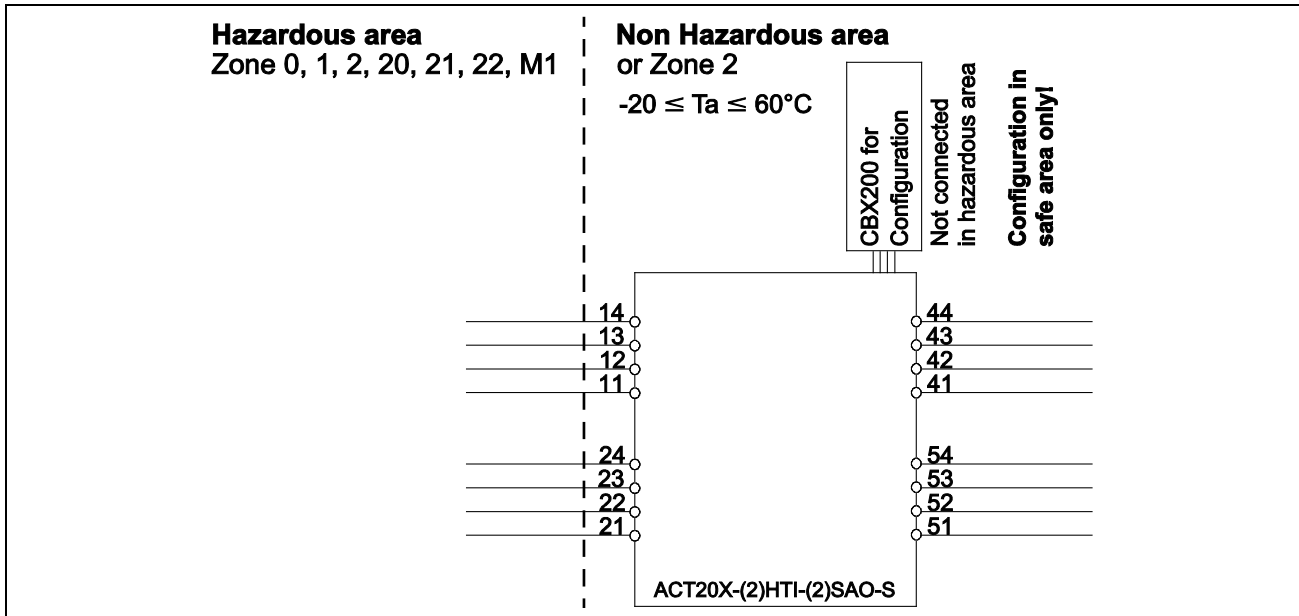 Hazardous area
Zone 0, 1, 2, 20, 21, 22, M1
Non Hazardous area
or Zone 2
-20 ≤ Ta ≤ 60°C
CBX200 for
Configuration
Not connected
in hazardous area
Configuration in
safe area only!
14
13
12
11
24
23
22
21
44
43
42
41
54
53
52
51
ACT20X-(2)HTI-(2)SAO-S